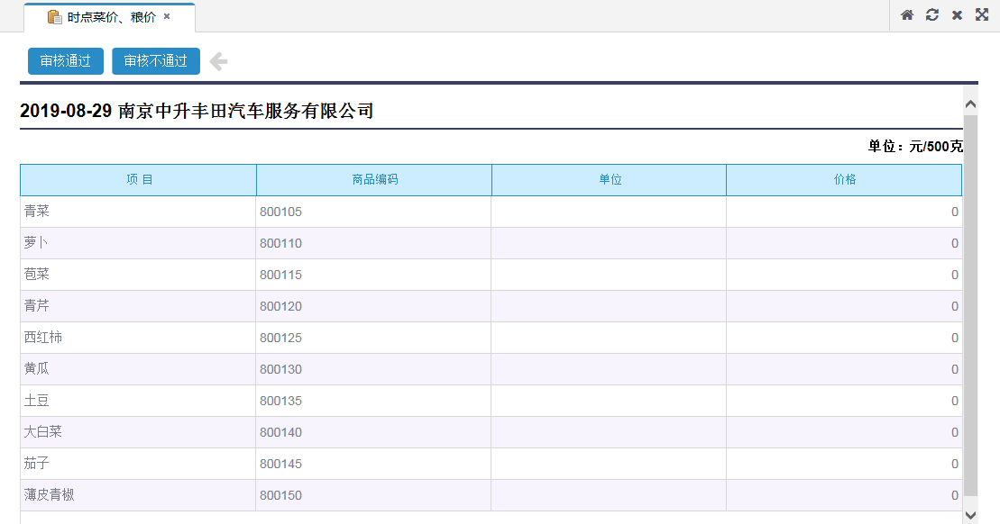 时点菜价、粮价
审核通过 审核不通过
2019-08-29 南京中升丰田汽车服务有限公司
单位：元/500克
项 目 商品编码 单位 价格
青菜 800105 0
萝卜 800110 0
苞菜 800115 0
青芹 800120 0
西红柿 800125 0
黄瓜 800130 0
土豆 800135 0
大白菜 800140 0
茄子 800145 0
薄皮青椒 800150 0